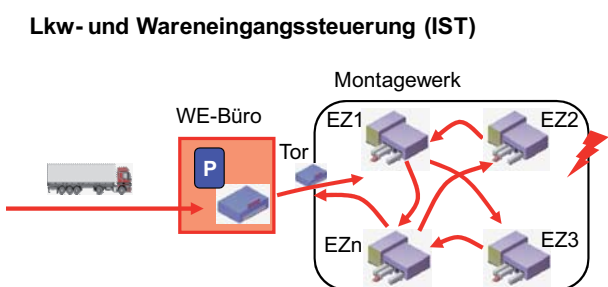 Lkw- und Wareneingangssteuerung (IST)
Montagewerk
WE-Büro
EZ1
EZ2
Tor
P
EZn
EZ3